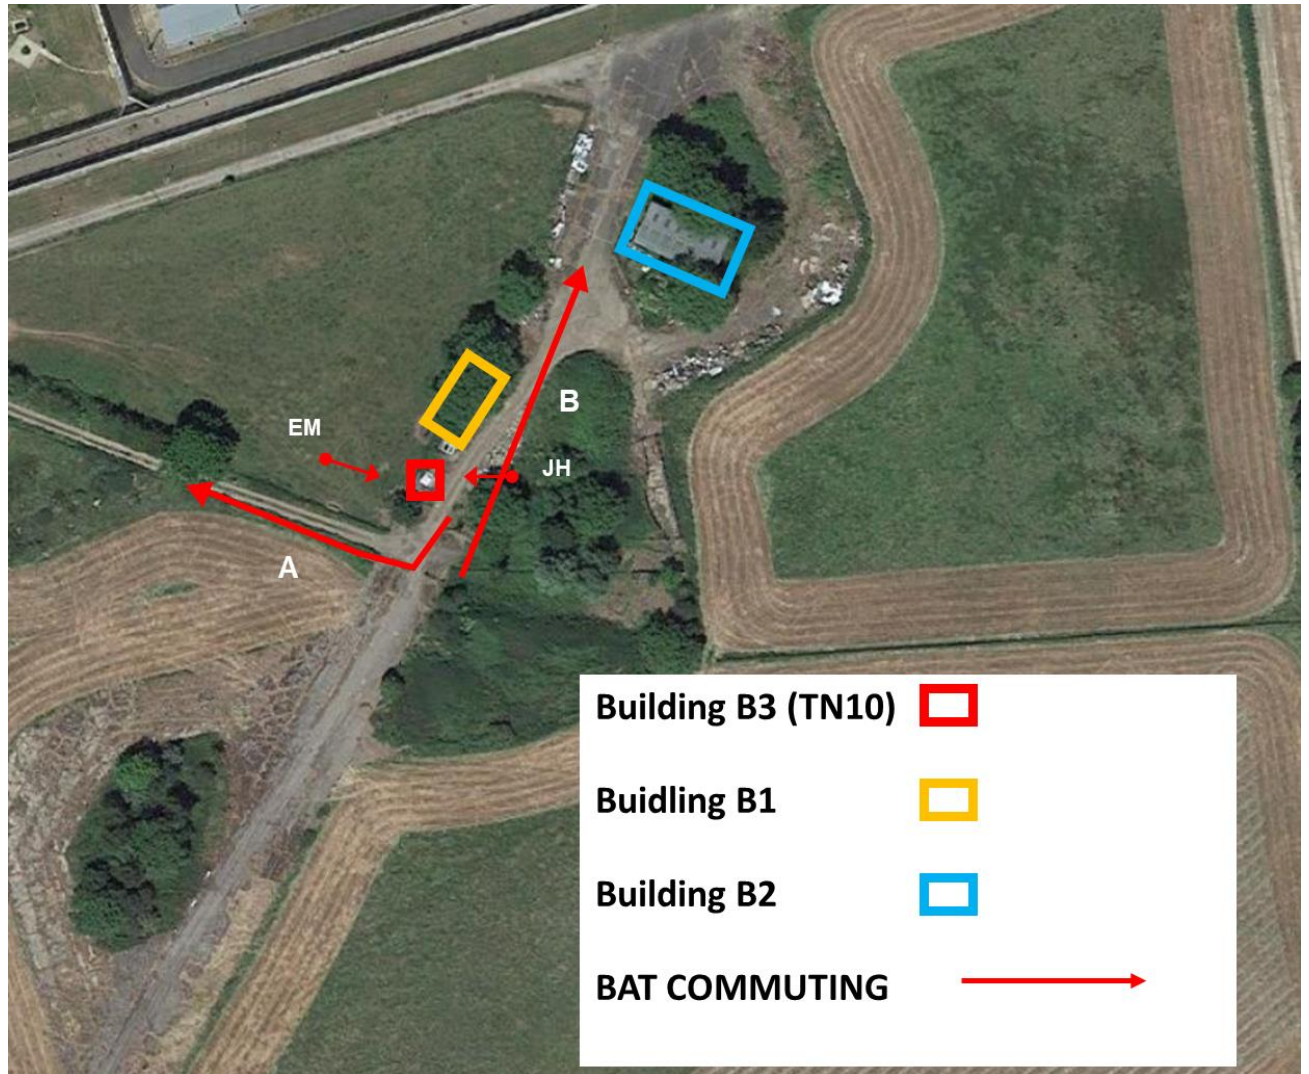 B
EM
JH
A
Building B3 (TN10)
Buidling B1
Building B2
BAT COMMUTING